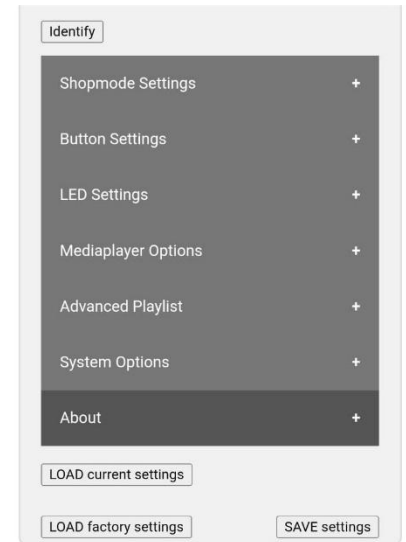 Identify
Shopmode Settings +
Button Settings +
LED Settings +
Mediaplayer Options +
Advanced Playlist +
System Options +
About +
LOAD current settings
LOAD factory settings SAVE settings